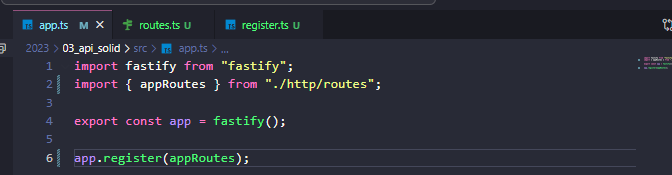 app.ts M routes.ts U register.ts U
2023 > 03_api_solid > src > app.ts > ...
1 import fastify from "fastify";
2 import { appRoutes } from "./http/routes";
3
4 export const app = fastify();
5
6 app.register(appRoutes);